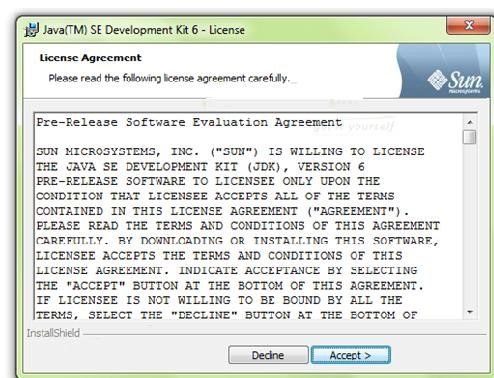 Java(TM) SE Development Kit 6 - License
License Agreement
Please read the following license agreement carefully.
Sun
microsystems
get it yourself
Pre-Release Software Evaluation Agreement
SUN MICROSYSTEMS, INC. ("SUN") IS WILLING TO LICENSE
THE JAVA SE DEVELOPMENT KIT (JDK), VERSION 6
PRE-RELEASE SOFTWARE TO LICENSEE ONLY UPON THE
CONDITION THAT LICENSEE ACCEPTS ALL OF THE TERMS
CONTAINED IN THIS LICENSE AGREEMENT ("AGREEMENT").
PLEASE READ THE TERMS AND CONDITIONS OF THIS AGREEMENT
CAREFULLY. BY DOWNLOADING OR INSTALLING THIS SOFTWARE,
LICENSEE ACCEPTS THE TERMS AND CONDITIONS OF THIS
LICENSE AGREEMENT. INDICATE ACCEPTANCE BY SELECTING
THE "ACCEPT" BUTTON AT THE BOTTOM OF THIS AGREEMENT.
IF LICENSEE IS NOT WILLING TO BE BOUND BY ALL THE
TERMS, SELECT THE "DECLINE" BUTTON AT THE BOTTOM OF
InstallShield
Decline
Accept >